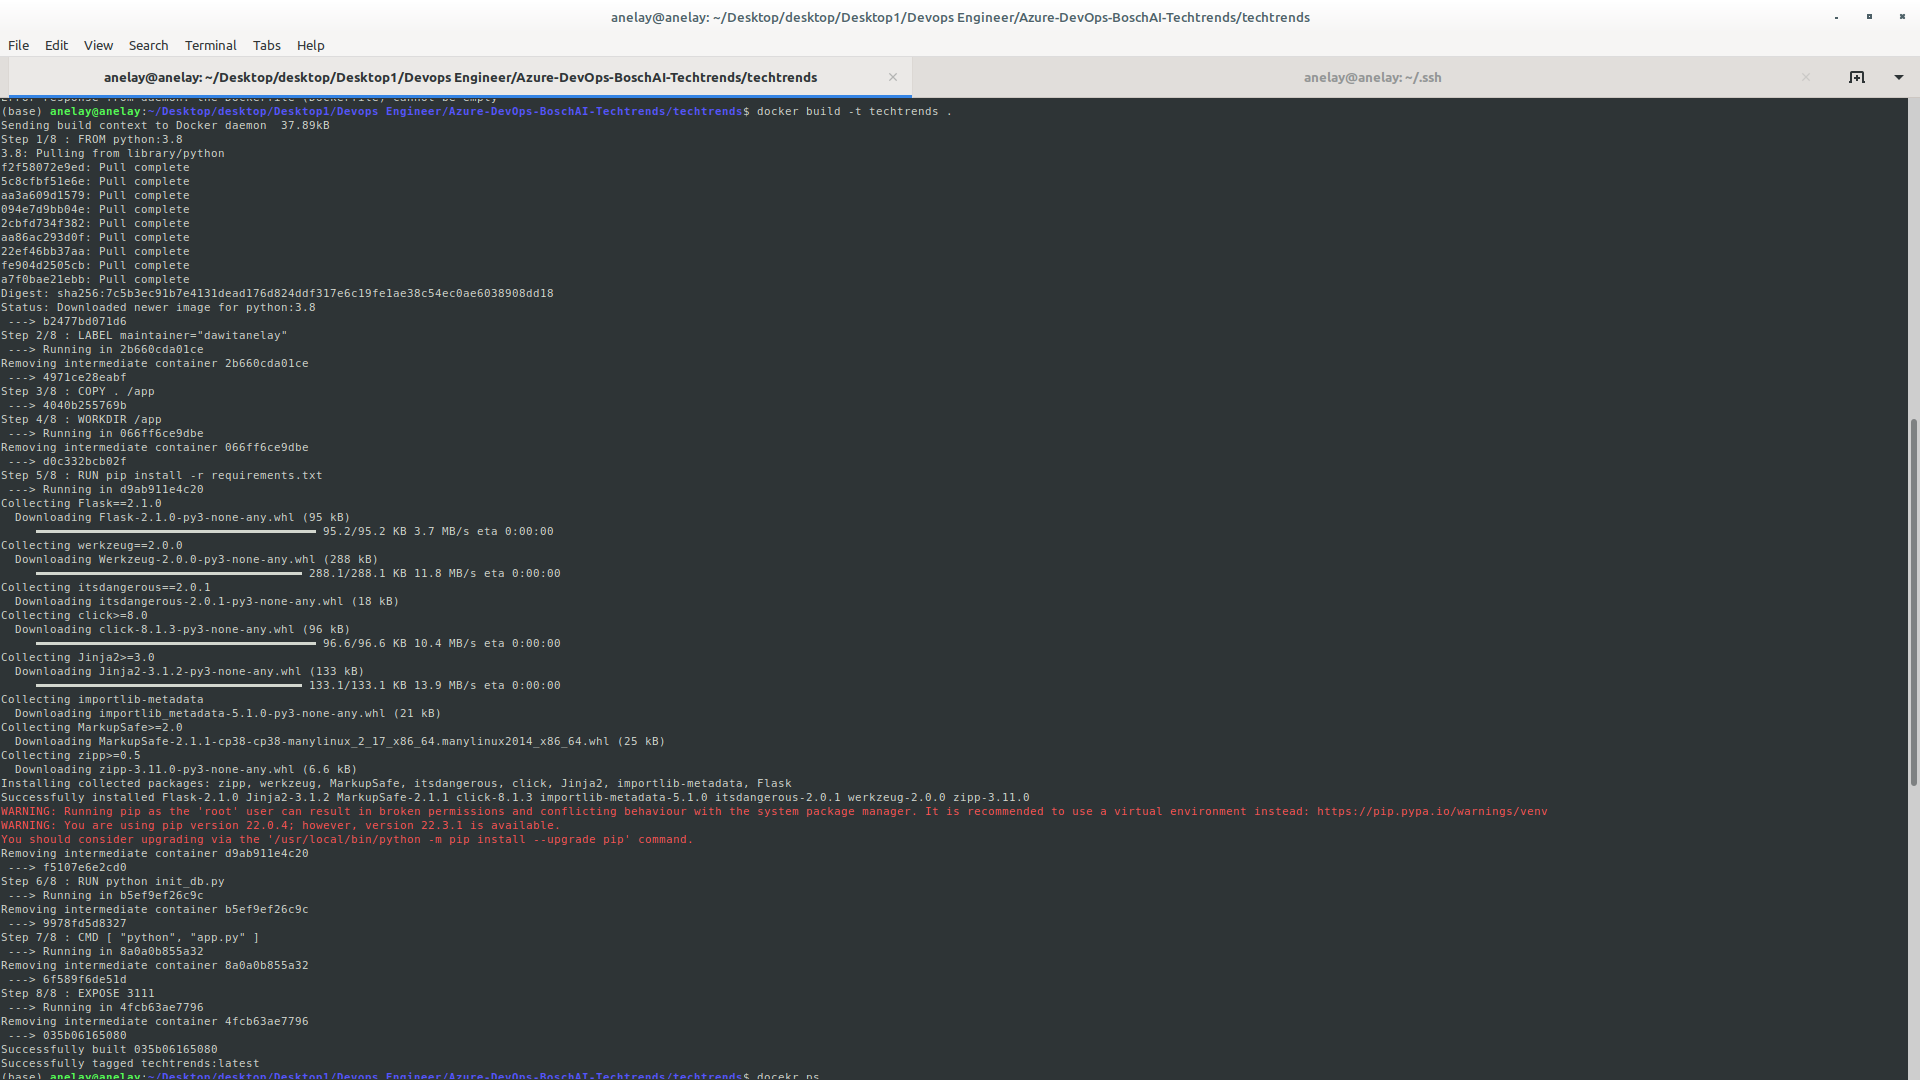 anelay@anelay: ~/Desktop/desktop/Desktop1/Devops Engineer/Azure-DevOps-BoschAI-Techtrends/techtrends
File Edit View Search Terminal Tabs Help
anelay@anelay: ~/Desktop/desktop/Desktop1/Devops Engineer/Azure-DevOps-BoschAI-Techtrends/techtrends
anelay@anelay: ~/.ssh
Error response from daemon: the Dockerfile (Dockerfile) cannot be empty
(base) anelay@anelay:~/Desktop/desktop/Desktop1/Devops Engineer/Azure-DevOps-BoschAI-Techtrends/techtrends$ docker build -t techtrends .
Sending build context to Docker daemon  37.89kB
Step 1/8 : FROM python:3.8
3.8: Pulling from library/python
f2f58072e9ed: Pull complete
5c8cfbf51e6e: Pull complete
aa3a609d1579: Pull complete
094e7d9bb04e: Pull complete
2cbfd734f382: Pull complete
aa86ac293d0f: Pull complete
22ef46bb37aa: Pull complete
fe904d2505cb: Pull complete
a7f0bae21ebb: Pull complete
Digest: sha256:7c5b3ec91b7e4131dead176d824ddf317e6c19fe1ae38c54ec0ae6038908dd18
Status: Downloaded newer image for python:3.8
 ---> b2477bd071d6
Step 2/8 : LABEL maintainer="dawitanelay"
 ---> Running in 2b660cda01ce
Removing intermediate container 2b660cda01ce
 ---> 4971ce28eabf
Step 3/8 : COPY . /app
 ---> 4040b255769b
Step 4/8 : WORKDIR /app
 ---> Running in 066ff6ce9dbe
Removing intermediate container 066ff6ce9dbe
 ---> d0c332bcb02f
Step 5/8 : RUN pip install -r requirements.txt
 ---> Running in d9ab911e4c20
Collecting Flask==2.1.0
  Downloading Flask-2.1.0-py3-none-any.whl (95 kB)
95.2/95.2 KB 3.7 MB/s eta 0:00:00
Collecting werkzeug==2.0.0
  Downloading Werkzeug-2.0.0-py3-none-any.whl (288 kB)
288.1/288.1 KB 11.8 MB/s eta 0:00:00
Collecting itsdangerous==2.0.1
  Downloading itsdangerous-2.0.1-py3-none-any.whl (18 kB)
Collecting click>=8.0
  Downloading click-8.1.3-py3-none-any.whl (96 kB)
96.6/96.6 KB 10.4 MB/s eta 0:00:00
Collecting Jinja2>=3.0
  Downloading Jinja2-3.1.2-py3-none-any.whl (133 kB)
133.1/133.1 KB 13.9 MB/s eta 0:00:00
Collecting importlib-metadata
  Downloading importlib_metadata-5.1.0-py3-none-any.whl (21 kB)
Collecting MarkupSafe>=2.0
  Downloading MarkupSafe-2.1.1-cp38-cp38-manylinux_2_17_x86_64.manylinux2014_x86_64.whl (25 kB)
Collecting zipp>=0.5
  Downloading zipp-3.11.0-py3-none-any.whl (6.6 kB)
Installing collected packages: zipp, werkzeug, MarkupSafe, itsdangerous, click, Jinja2, importlib-metadata, Flask
Successfully installed Flask-2.1.0 Jinja2-3.1.2 MarkupSafe-2.1.1 click-8.1.3 importlib-metadata-5.1.0 itsdangerous-2.0.1 werkzeug-2.0.0 zipp-3.11.0
WARNING: Running pip as the 'root' user can result in broken permissions and conflicting behaviour with the system package manager. It is recommended to use a virtual environment instead: https://pip.pypa.io/warnings/venv
WARNING: You are using pip version 22.0.4; however, version 22.3.1 is available.
You should consider upgrading via the '/usr/local/bin/python -m pip install --upgrade pip' command.
Removing intermediate container d9ab911e4c20
 ---> f5107e6e2cd0
Step 6/8 : RUN python init_db.py
 ---> Running in b5ef9ef26c9c
Removing intermediate container b5ef9ef26c9c
 ---> 9978fd5d8327
Step 7/8 : CMD [ "python", "app.py" ]
 ---> Running in 8a0a0b855a32
Removing intermediate container 8a0a0b855a32
 ---> 6f589f6de51d
Step 8/8 : EXPOSE 3111
 ---> Running in 4fcb63ae7796
Removing intermediate container 4fcb63ae7796
 ---> 035b06165080
Successfully built 035b06165080
Successfully tagged techtrends:latest
(base) anelay@anelay:~/Desktop/desktop/Desktop1/Devops Engineer/Azure-DevOps-BoschAI-Techtrends/techtrends$ docekr ps